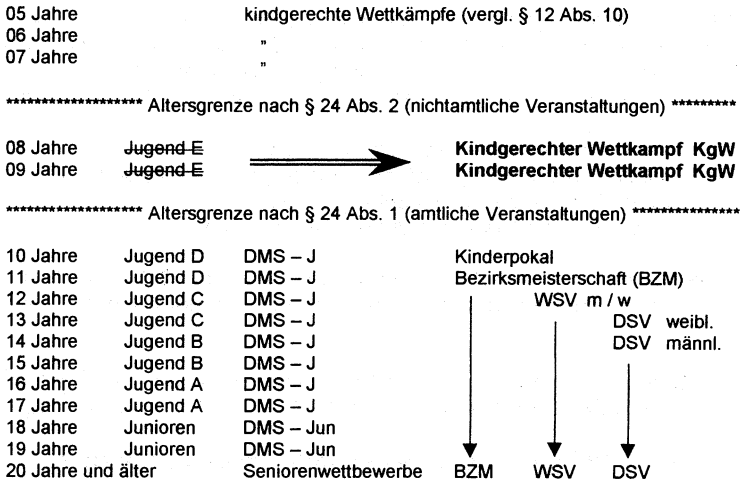 05 Jahre kindgerechte Wettkämpfe (vergl. § 12 Abs. 10)
06 Jahre „
07 Jahre „
******************** Altersgrenze nach § 24 Abs. 2 (nichtamtliche Veranstaltungen) **********
08 Jahre Jugend E Kindgerechter Wettkampf KgW
09 Jahre Jugend E Kindgerechter Wettkampf KgW
******************** Altersgrenze nach § 24 Abs. 1 (amtliche Veranstaltungen) ****************
10 Jahre Jugend D DMS – J Kinderpokal
11 Jahre Jugend D DMS – J Bezirksmeisterschaft (BZM)
12 Jahre Jugend C DMS – J WSV m / w
13 Jahre Jugend C DMS – J DSV weibl.
14 Jahre Jugend B DMS – J DSV männl.
15 Jahre Jugend B DMS – J
16 Jahre Jugend A DMS – J
17 Jahre Jugend A DMS – J
18 Jahre Junioren DMS – Jun
19 Jahre Junioren DMS – Jun
20 Jahre und älter Seniorenwettbewerbe BZM WSV DSV